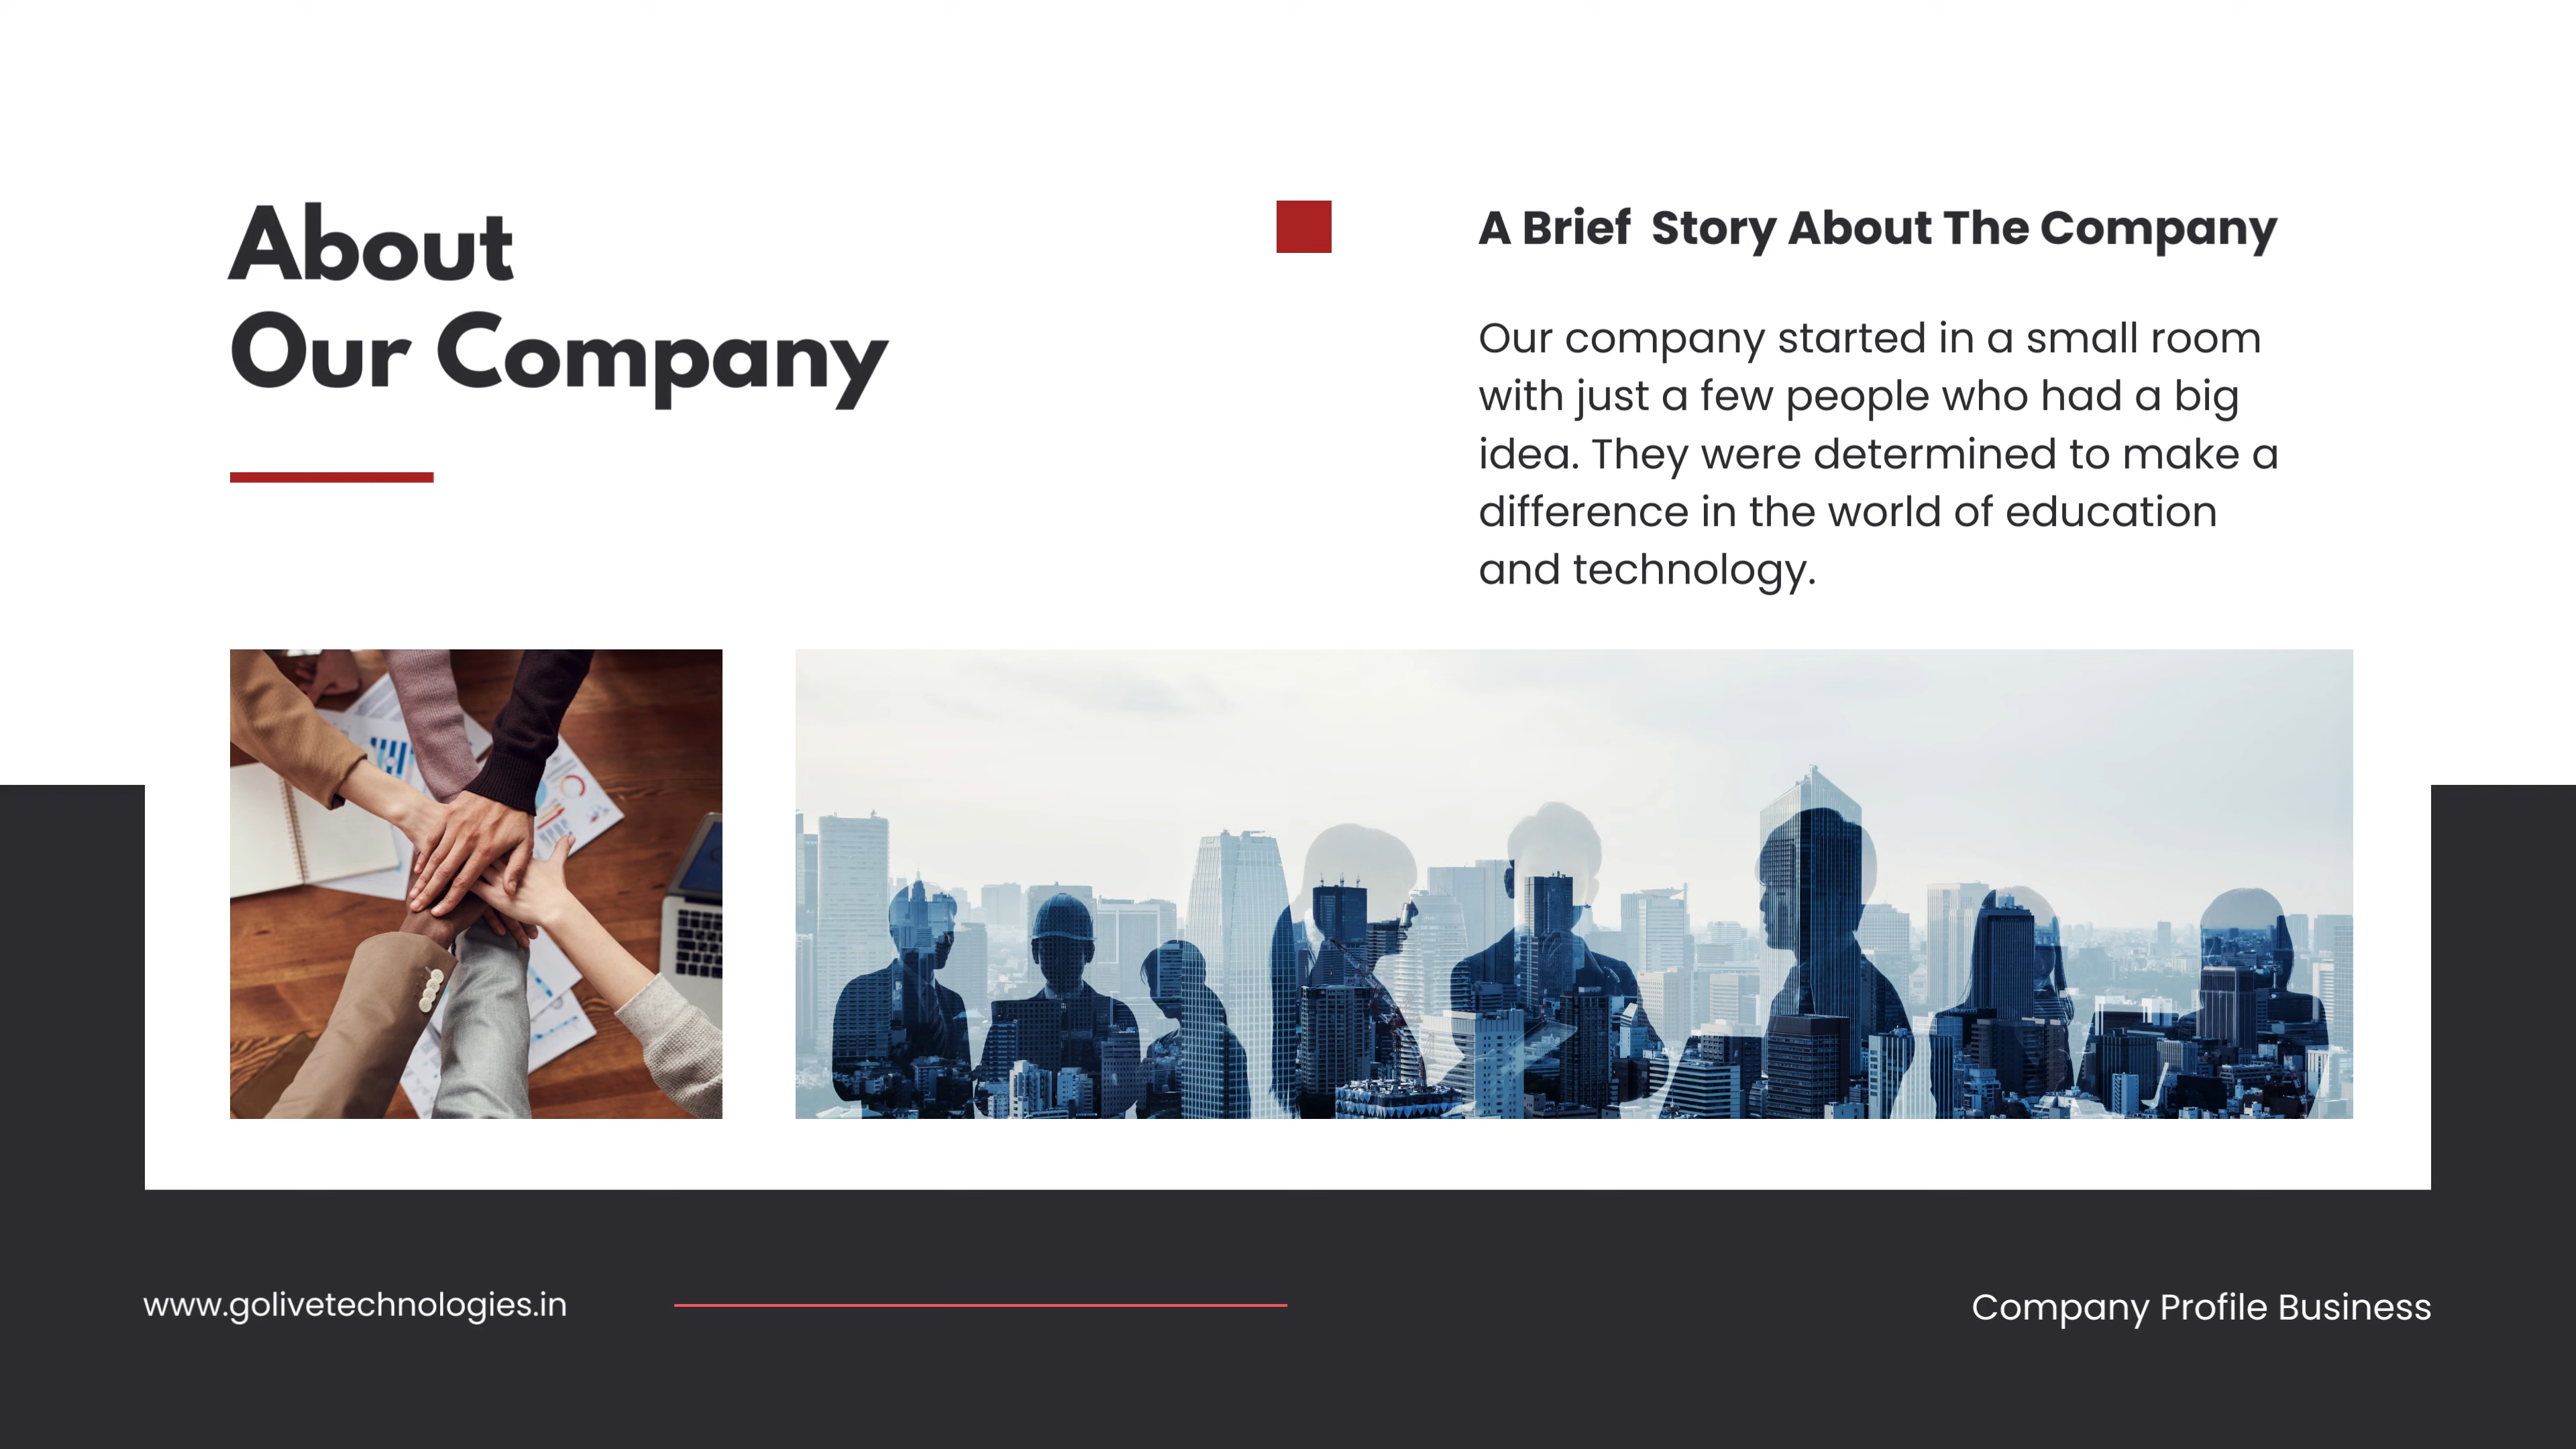 About
Our Company
A Brief  Story About The Company
Our company started in a small room
with just a few people who had a big
idea. They were determined to make a
difference in the world of education
and technology.
www.golivetechnologies.in
Company Profile Business